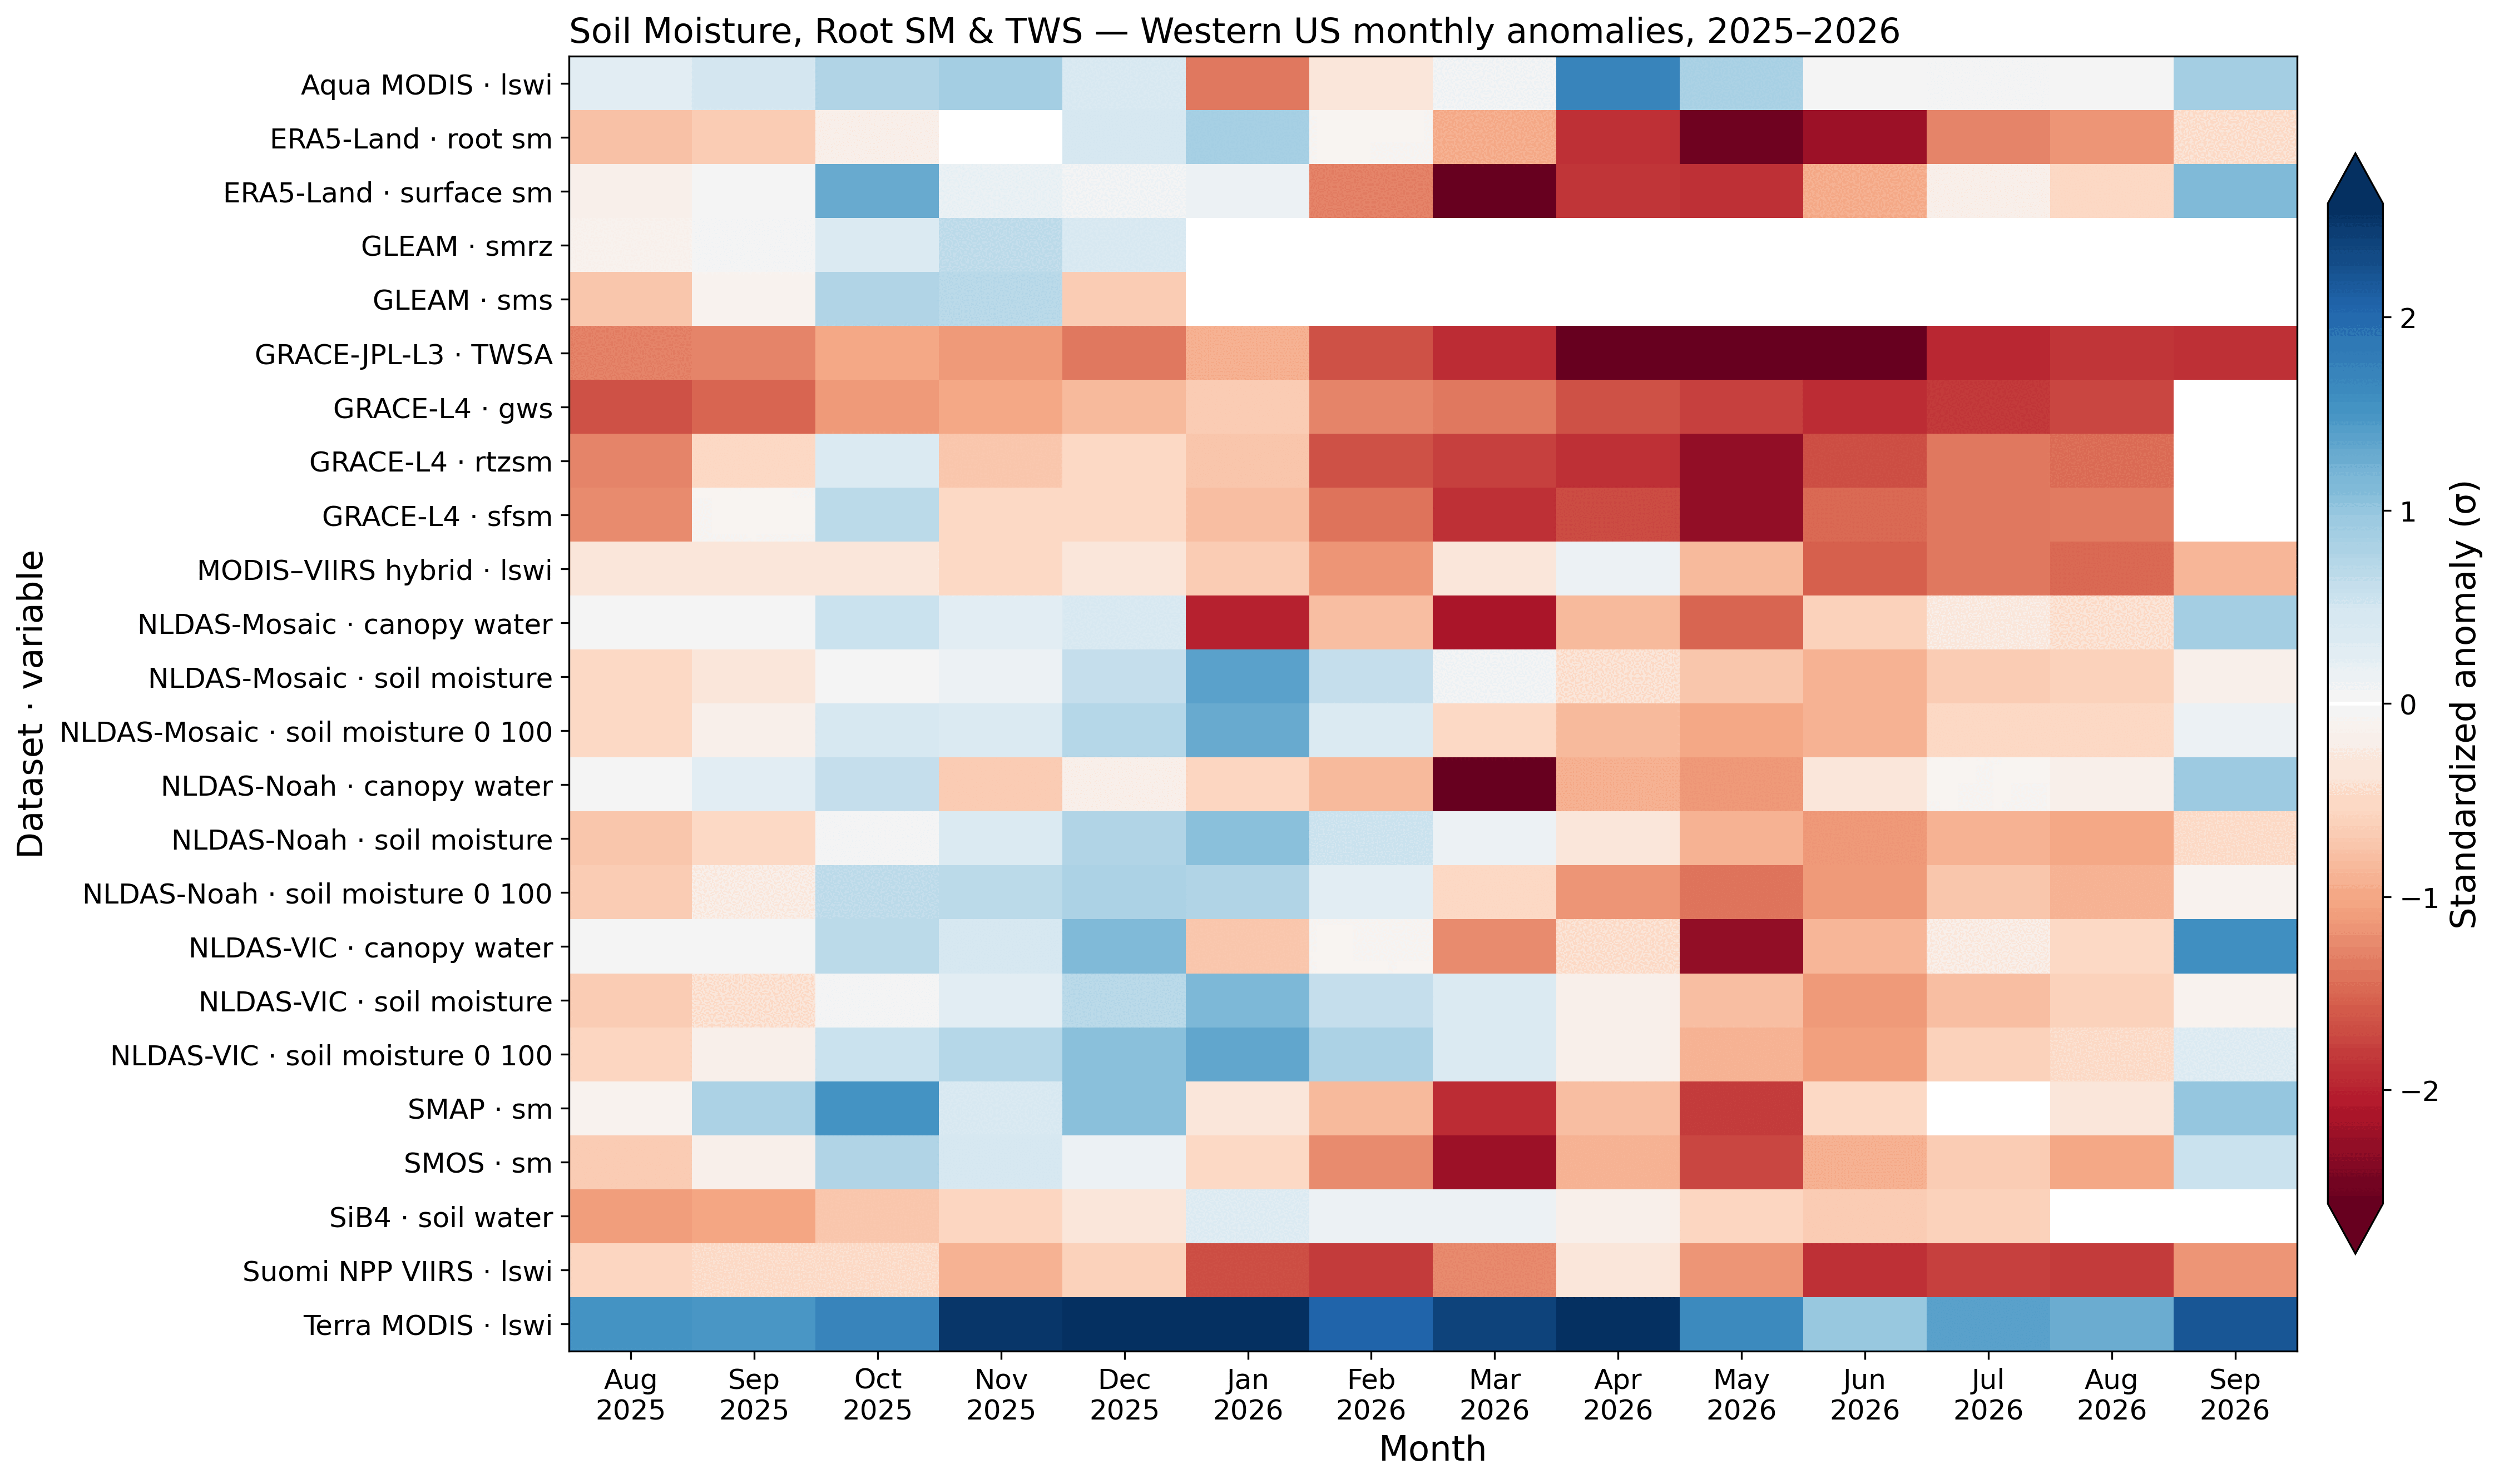 Soil Moisture, Root SM & TWS — Western US monthly anomalies, 2025–2026
Dataset · variable
Aqua MODIS · lswi
ERA5-Land · root sm
ERA5-Land · surface sm
GLEAM · smrz
GLEAM · sms
GRACE-JPL-L3 · TWSA
GRACE-L4 · gws
GRACE-L4 · rtzsm
GRACE-L4 · sfsm
MODIS–VIIRS hybrid · lswi
NLDAS-Mosaic · canopy water
NLDAS-Mosaic · soil moisture
NLDAS-Mosaic · soil moisture 0 100
NLDAS-Noah · canopy water
NLDAS-Noah · soil moisture
NLDAS-Noah · soil moisture 0 100
NLDAS-VIC · canopy water
NLDAS-VIC · soil moisture
NLDAS-VIC · soil moisture 0 100
SMAP · sm
SMOS · sm
SiB4 · soil water
Suomi NPP VIIRS · lswi
Terra MODIS · lswi
Aug Sep Oct Nov Dec Jan Feb Mar Apr May Jun Jul Aug Sep
2025 2025 2025 2025 2025 2026 2026 2026 2026 2026 2026 2026 2026 2026
Month
2
1
0
−1
−2
Standardized anomaly (σ)